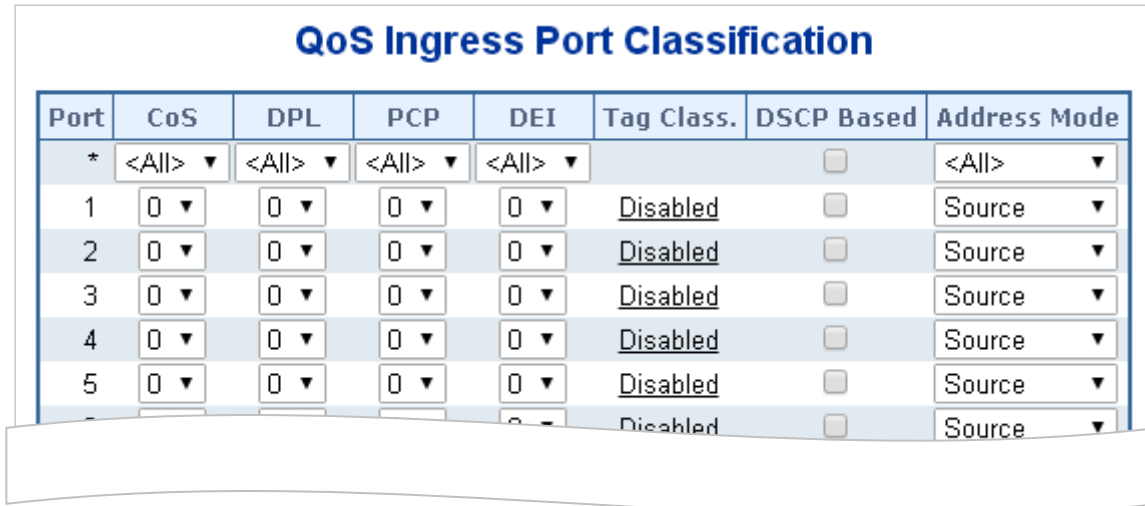 QoS Ingress Port Classification
Port CoS DPL PCP DEI Tag Class. DSCP Based Address Mode
* <All> <All> <All> <All> <All>
1 0 0 0 0 Disabled Source
2 0 0 0 0 Disabled Source
3 0 0 0 0 Disabled Source
4 0 0 0 0 Disabled Source
5 0 0 0 0 Disabled Source
Disabled Source